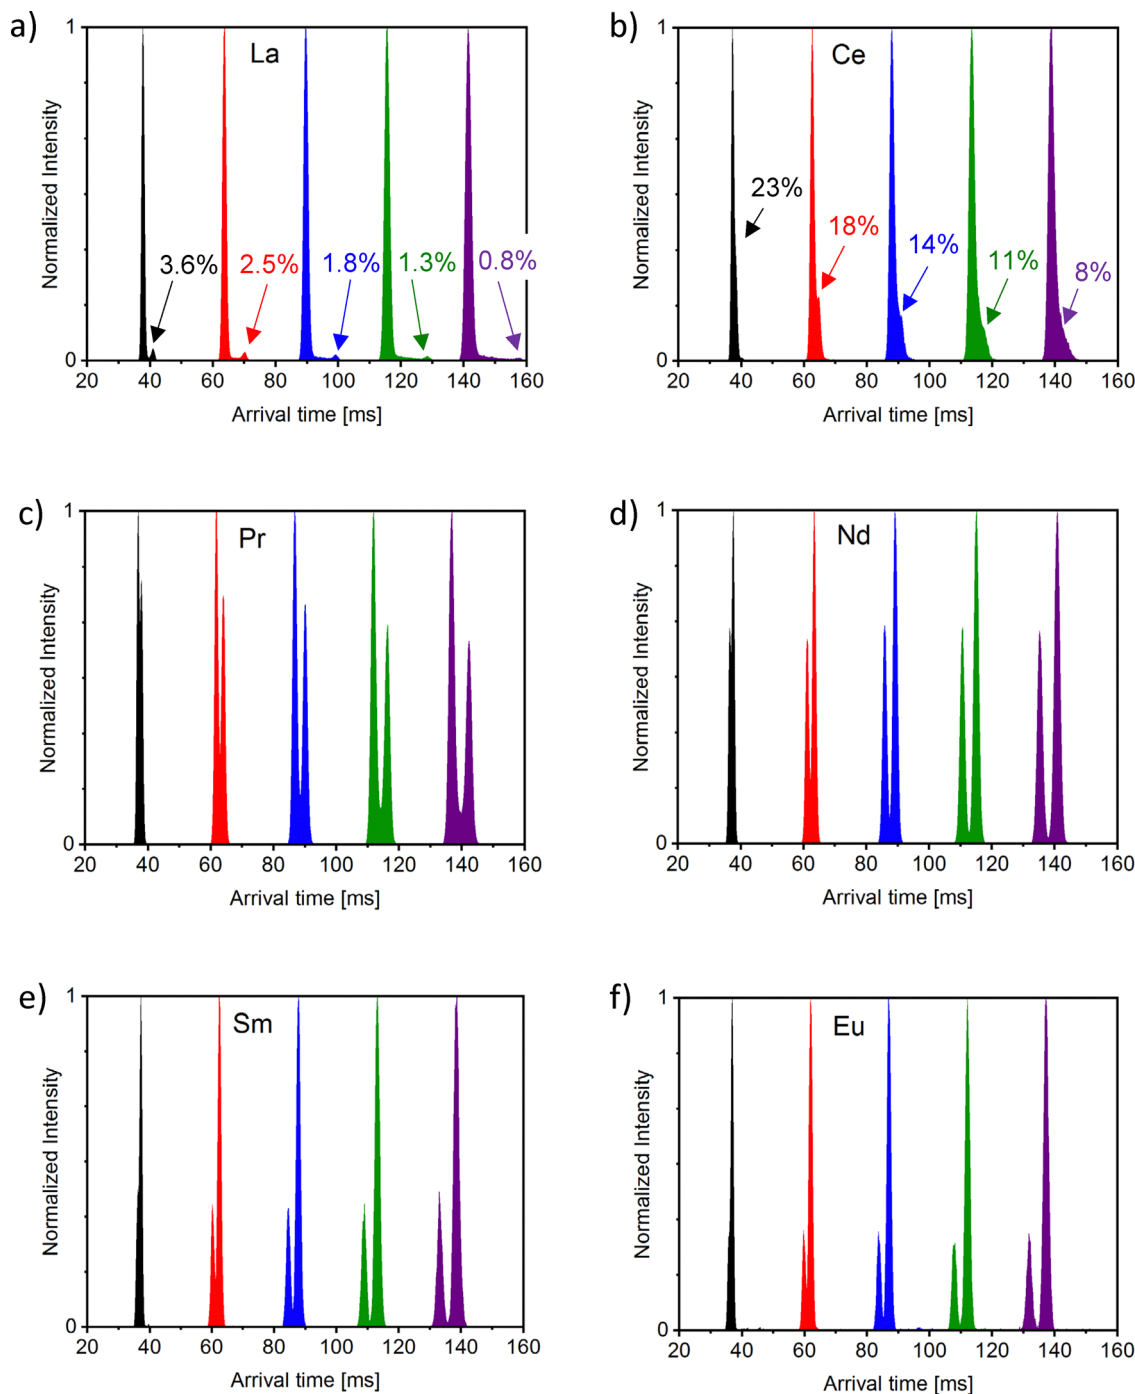 a)
La
1
Normalized Intensity
3.6%
2.5%
1.8%
1.3%
0.8%
0
20 40 60 80 100 120 140 160
Arrival time [ms]
b)
Ce
1
Normalized Intensity
23%
18%
14%
11%
8%
0
20 40 60 80 100 120 140 160
Arrival time [ms]
c)
Pr
1
Normalized Intensity
0
20 40 60 80 100 120 140 160
Arrival time [ms]
d)
Nd
1
Normalized Intensity
0
20 40 60 80 100 120 140 160
Arrival time [ms]
e)
Sm
1
Normalized Intensity
0
20 40 60 80 100 120 140 160
Arrival time [ms]
f)
Eu
1
Normalized Intensity
0
20 40 60 80 100 120 140 160
Arrival time [ms]